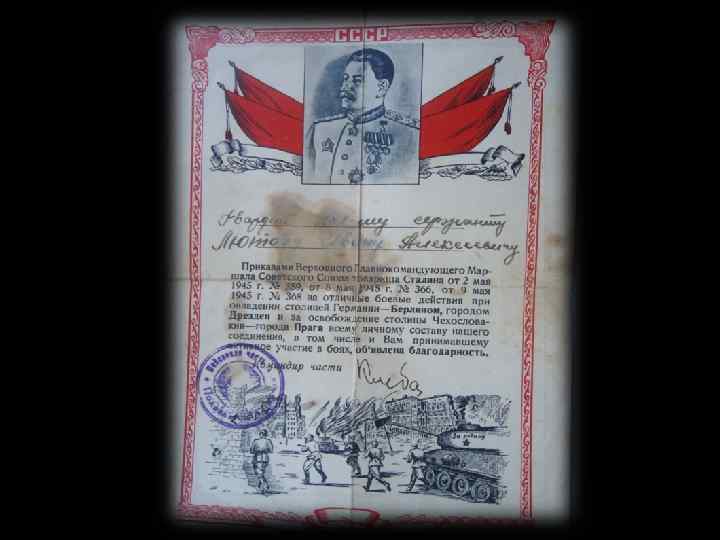 СССР
Гвардии сержанту
Лютову Алексеевичу
Приказами Верховного Главнокомандующего Мар-
шала Советского Союза товарища Сталина от 2 мая
1945 г. № 359, от 8 мая 1945 г. № 366, от 9 мая
1945 г. № 368 за отличные боевые действия при
овладении столицей Германии—Берлином, городом
Дрезден и за освобождение столицы Чехослова-
кии—города Прага всему личному составу нашего
соединения, в том числе и Вам принимавшему
активное участие в боях, объявлена благодарность.
Командир части
Полевая
За родину